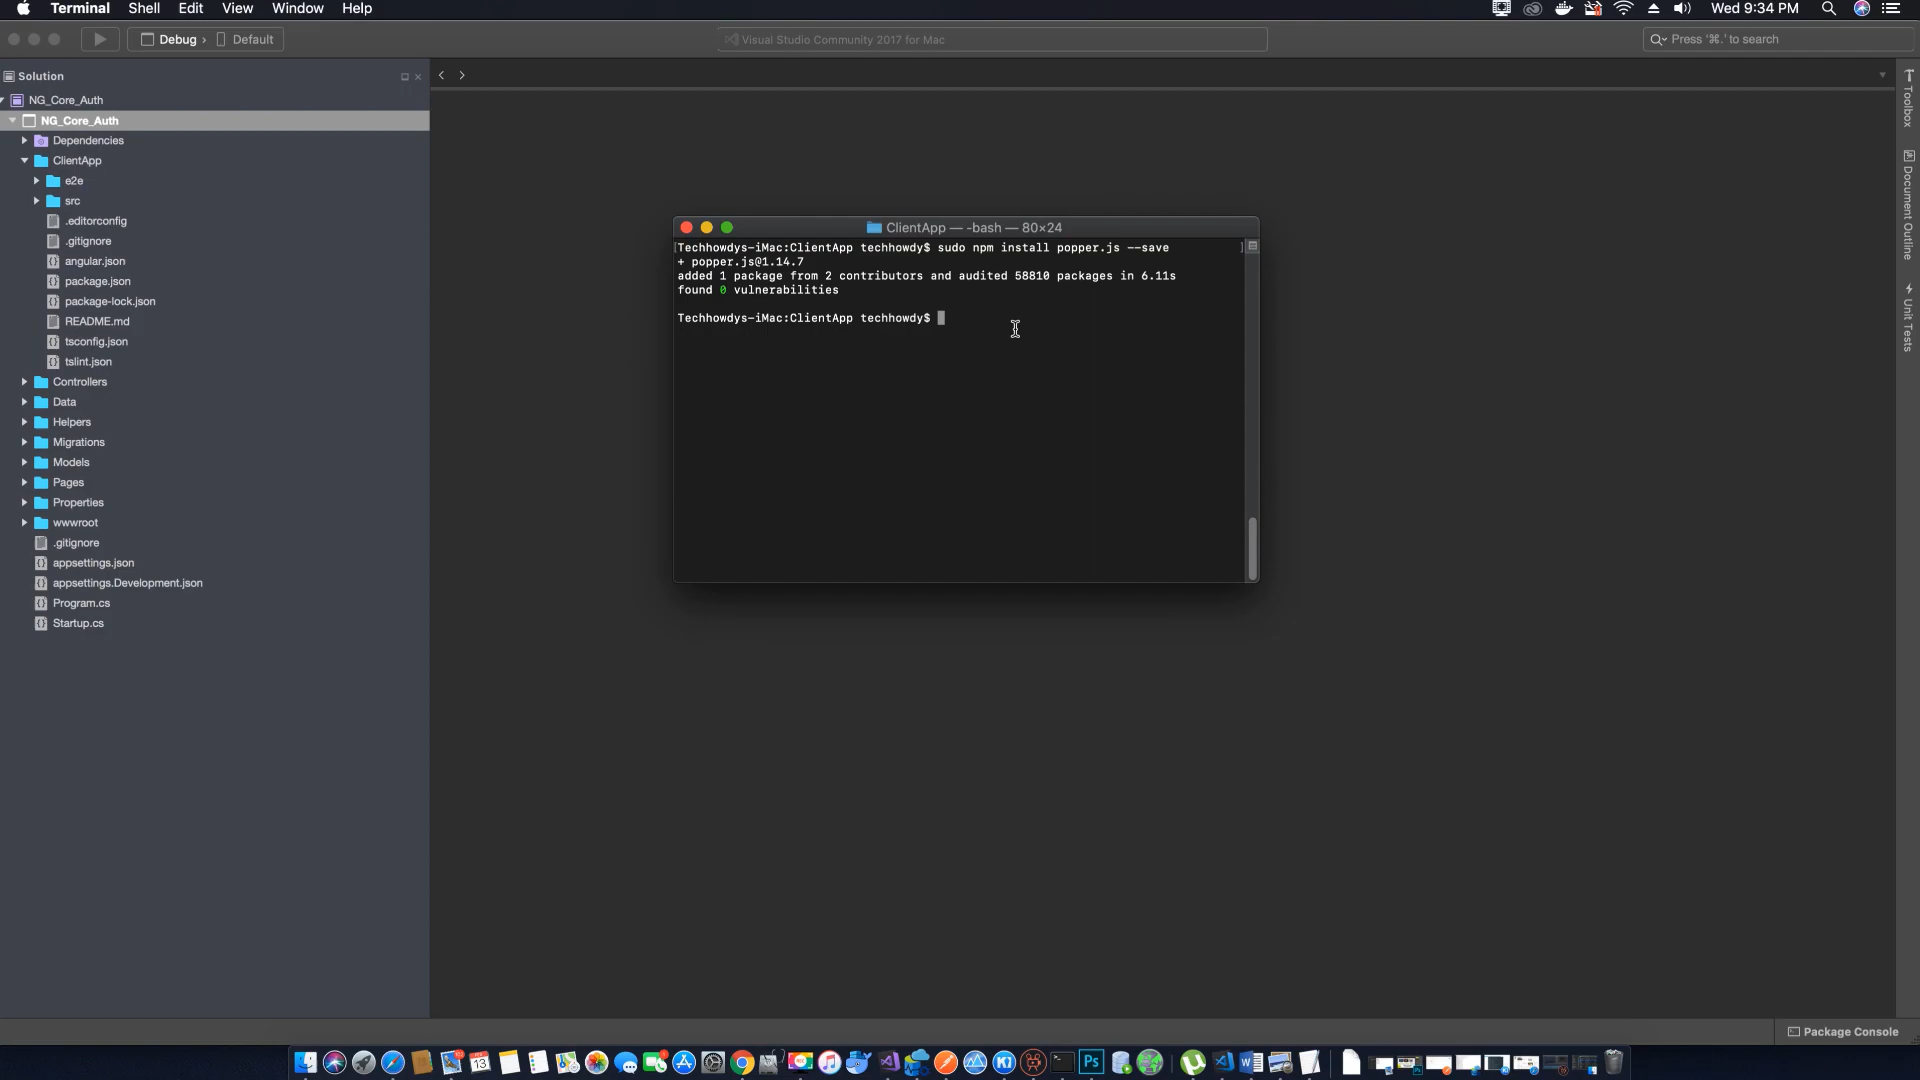 Terminal Shell Edit View Window Help Wed 9:34 PM
Debug › Default
Visual Studio Community 2017 for Mac
Press '⌘.' to search
Solution
NG_Core_Auth
NG_Core_Auth
Dependencies
ClientApp
e2e
src
.editorconfig
.gitignore
angular.json
package.json
package-lock.json
README.md
tsconfig.json
tslint.json
Controllers
Data
Helpers
Migrations
Models
Pages
Properties
wwwroot
.gitignore
appsettings.json
appsettings.Development.json
Program.cs
Startup.cs
ClientApp — -bash — 80×24
Techhowdys-iMac:ClientApp techhowdy$ sudo npm install popper.js --save
+ popper.js@1.14.7
added 1 package from 2 contributors and audited 58810 packages in 6.11s
found 0 vulnerabilities
Techhowdys-iMac:ClientApp techhowdy$
Toolbox
Document Outline
Unit Tests
Package Console
13
Ps